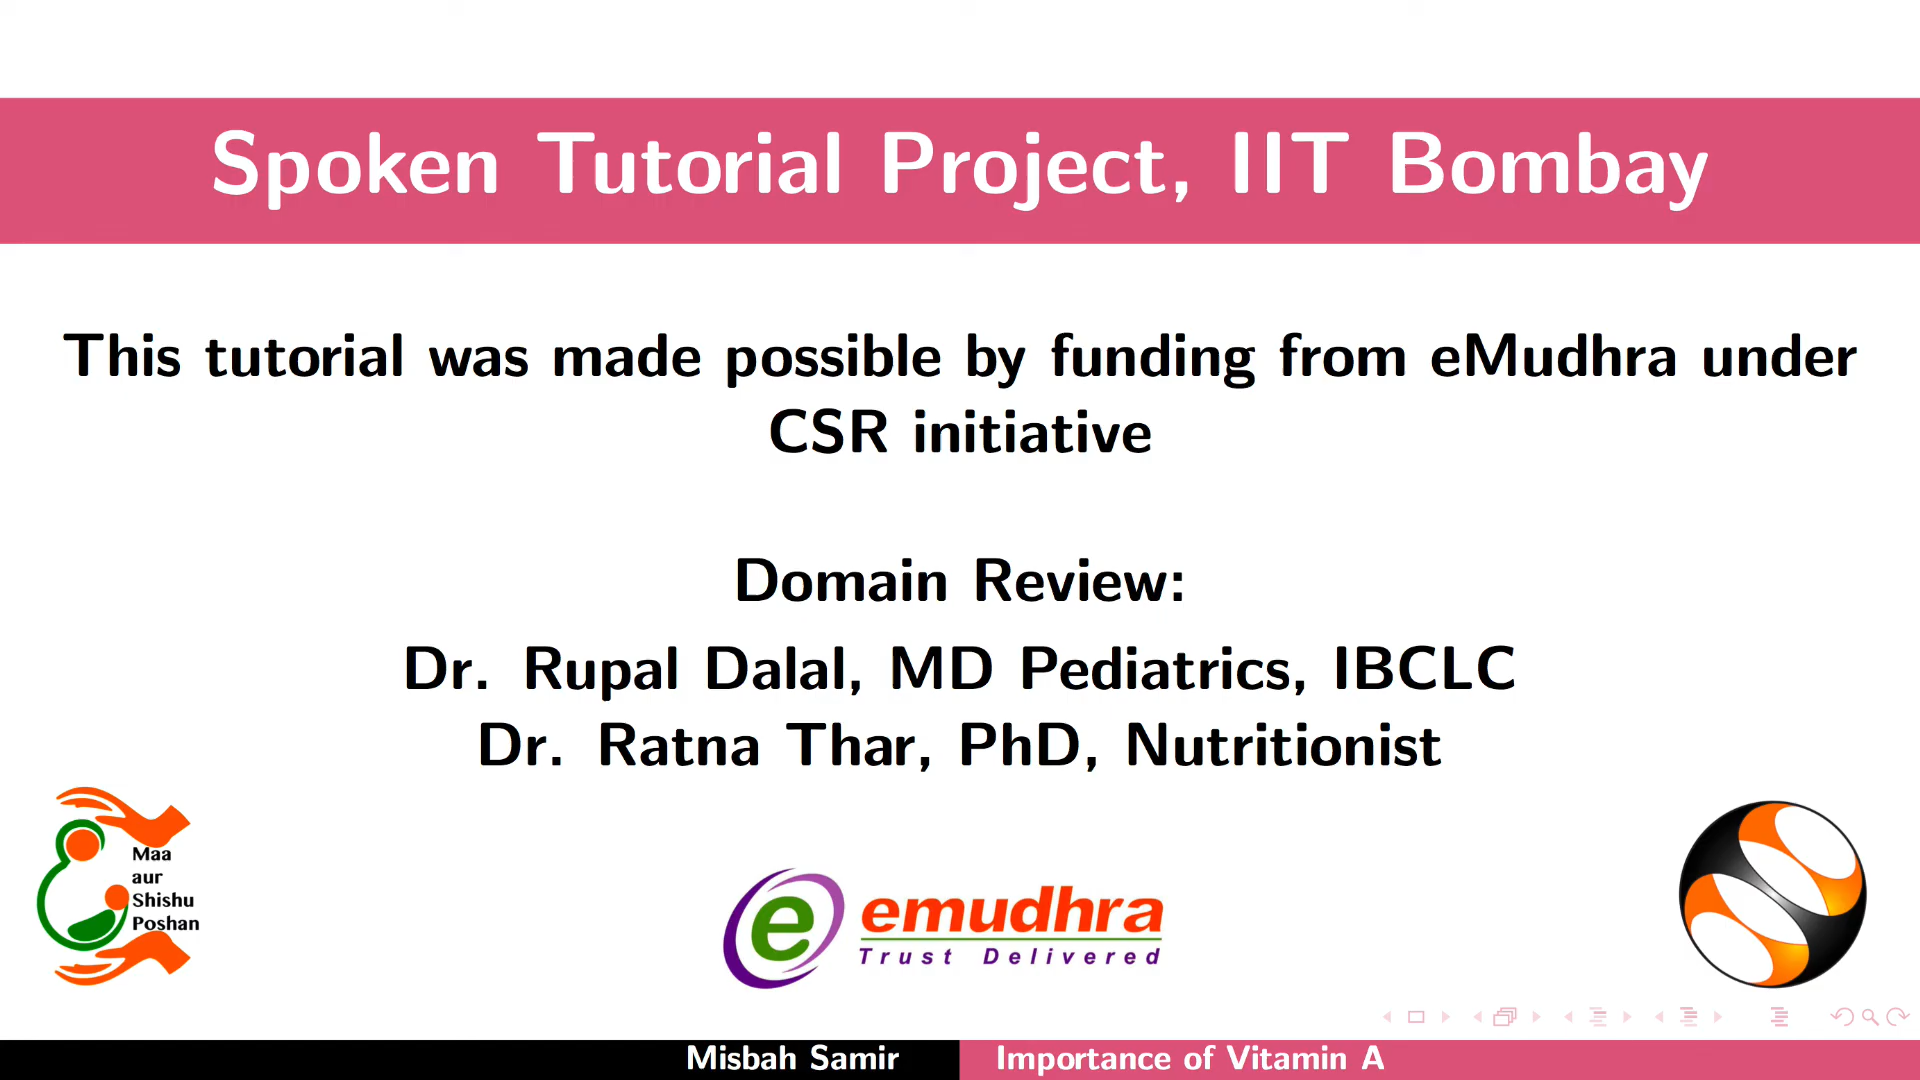 Spoken Tutorial Project, IIT Bombay
This tutorial was made possible by funding from eMudhra under
CSR initiative
Domain Review:
Dr. Rupal Dalal, MD Pediatrics, IBCLC
Dr. Ratna Thar, PhD, Nutritionist
Maa
aur
Shishu
Poshan
e emudhra
Trust Delivered
Misbah Samir
Importance of Vitamin A